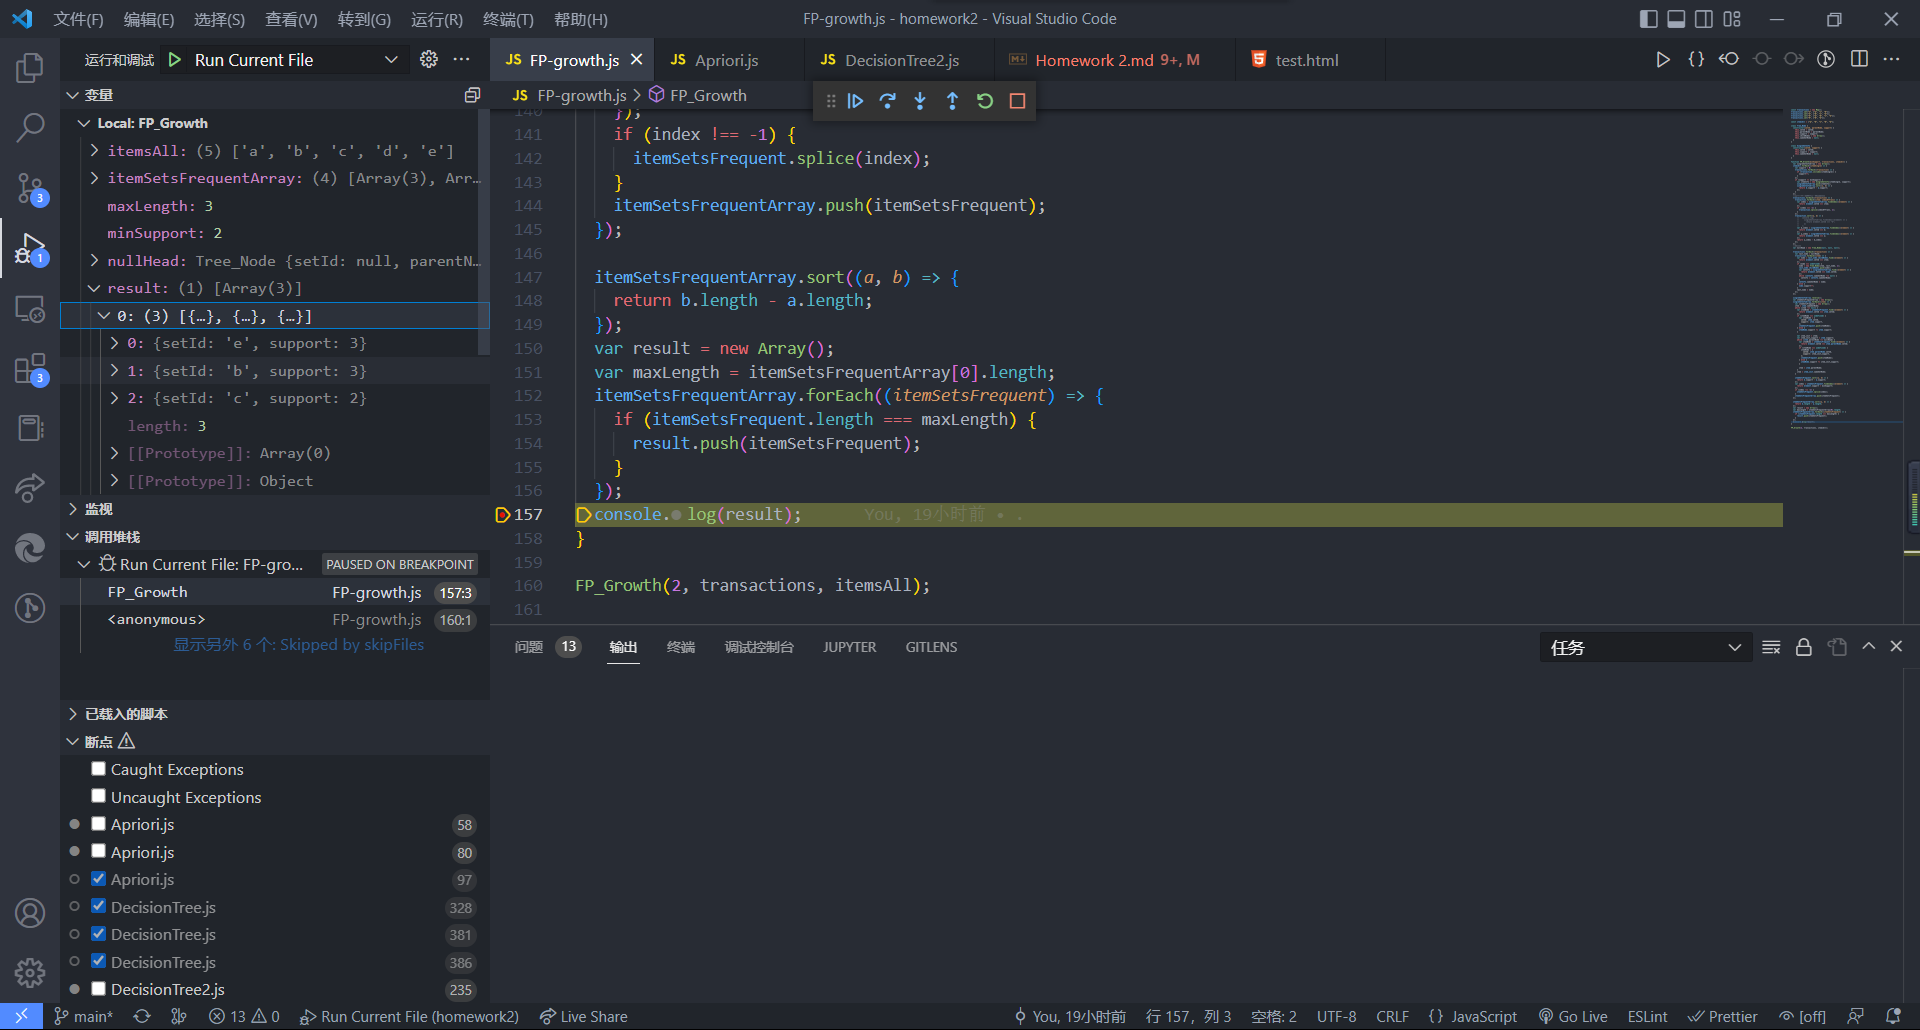 文件(F) 编辑(E) 选择(S) 查看(V) 转到(G) 运行(R) 终端(T) 帮助(H) FP-growth.js - homework2 - Visual Studio Code
运行和调试 Run Current File
JS FP-growth.js JS Apriori.js JS DecisionTree2.js Homework 2.md 9+, M test.html
变量
JS FP-growth.js FP_Growth
Local: FP_Growth
itemsAll: (5) ['a', 'b', 'c', 'd', 'e']
itemSetsFrequentArray: (4) [Array(3), Arr…
maxLength: 3
minSupport: 2
nullHead: Tree_Node {setId: null, parentN…
result: (1) [Array(3)]
0: (3) [{…}, {…}, {…}]
0: {setId: 'e', support: 3}
1: {setId: 'b', support: 3}
2: {setId: 'c', support: 2}
length: 3
[[Prototype]]: Array(0)
[[Prototype]]: Object
监视
调用堆栈
Run Current File: FP-gro... PAUSED ON BREAKPOINT
FP_Growth FP-growth.js 157:3
<anonymous> FP-growth.js 160:1
显示另外 6 个: Skipped by skipFiles
已载入的脚本
断点
Caught Exceptions
Uncaught Exceptions
Apriori.js 58
Apriori.js 80
Apriori.js 97
DecisionTree.js 328
DecisionTree.js 381
DecisionTree.js 386
DecisionTree2.js 235
3
1
3
140 });
141 if (index !== -1) {
142 itemSetsFrequent.splice(index);
143 }
144 itemSetsFrequentArray.push(itemSetsFrequent);
145 });
146
147 itemSetsFrequentArray.sort((a, b) => {
148 return b.length - a.length;
149 });
150 var result = new Array();
151 var maxLength = itemSetsFrequentArray[0].length;
152 itemSetsFrequentArray.forEach((itemSetsFrequent) => {
153 if (itemSetsFrequent.length === maxLength) {
154 result.push(itemSetsFrequent);
155 }
156 });
157 console. log(result); You, 19小时前 • .
158 }
159
160 FP_Growth(2, transactions, itemsAll);
161
问题 13 输出 终端 调试控制台 JUPYTER GITLENS 任务
main* 13 0 Run Current File (homework2) Live Share You, 19小时前 行 157，列 3 空格: 2 UTF-8 CRLF {} JavaScript Go Live ESLint Prettier [off]